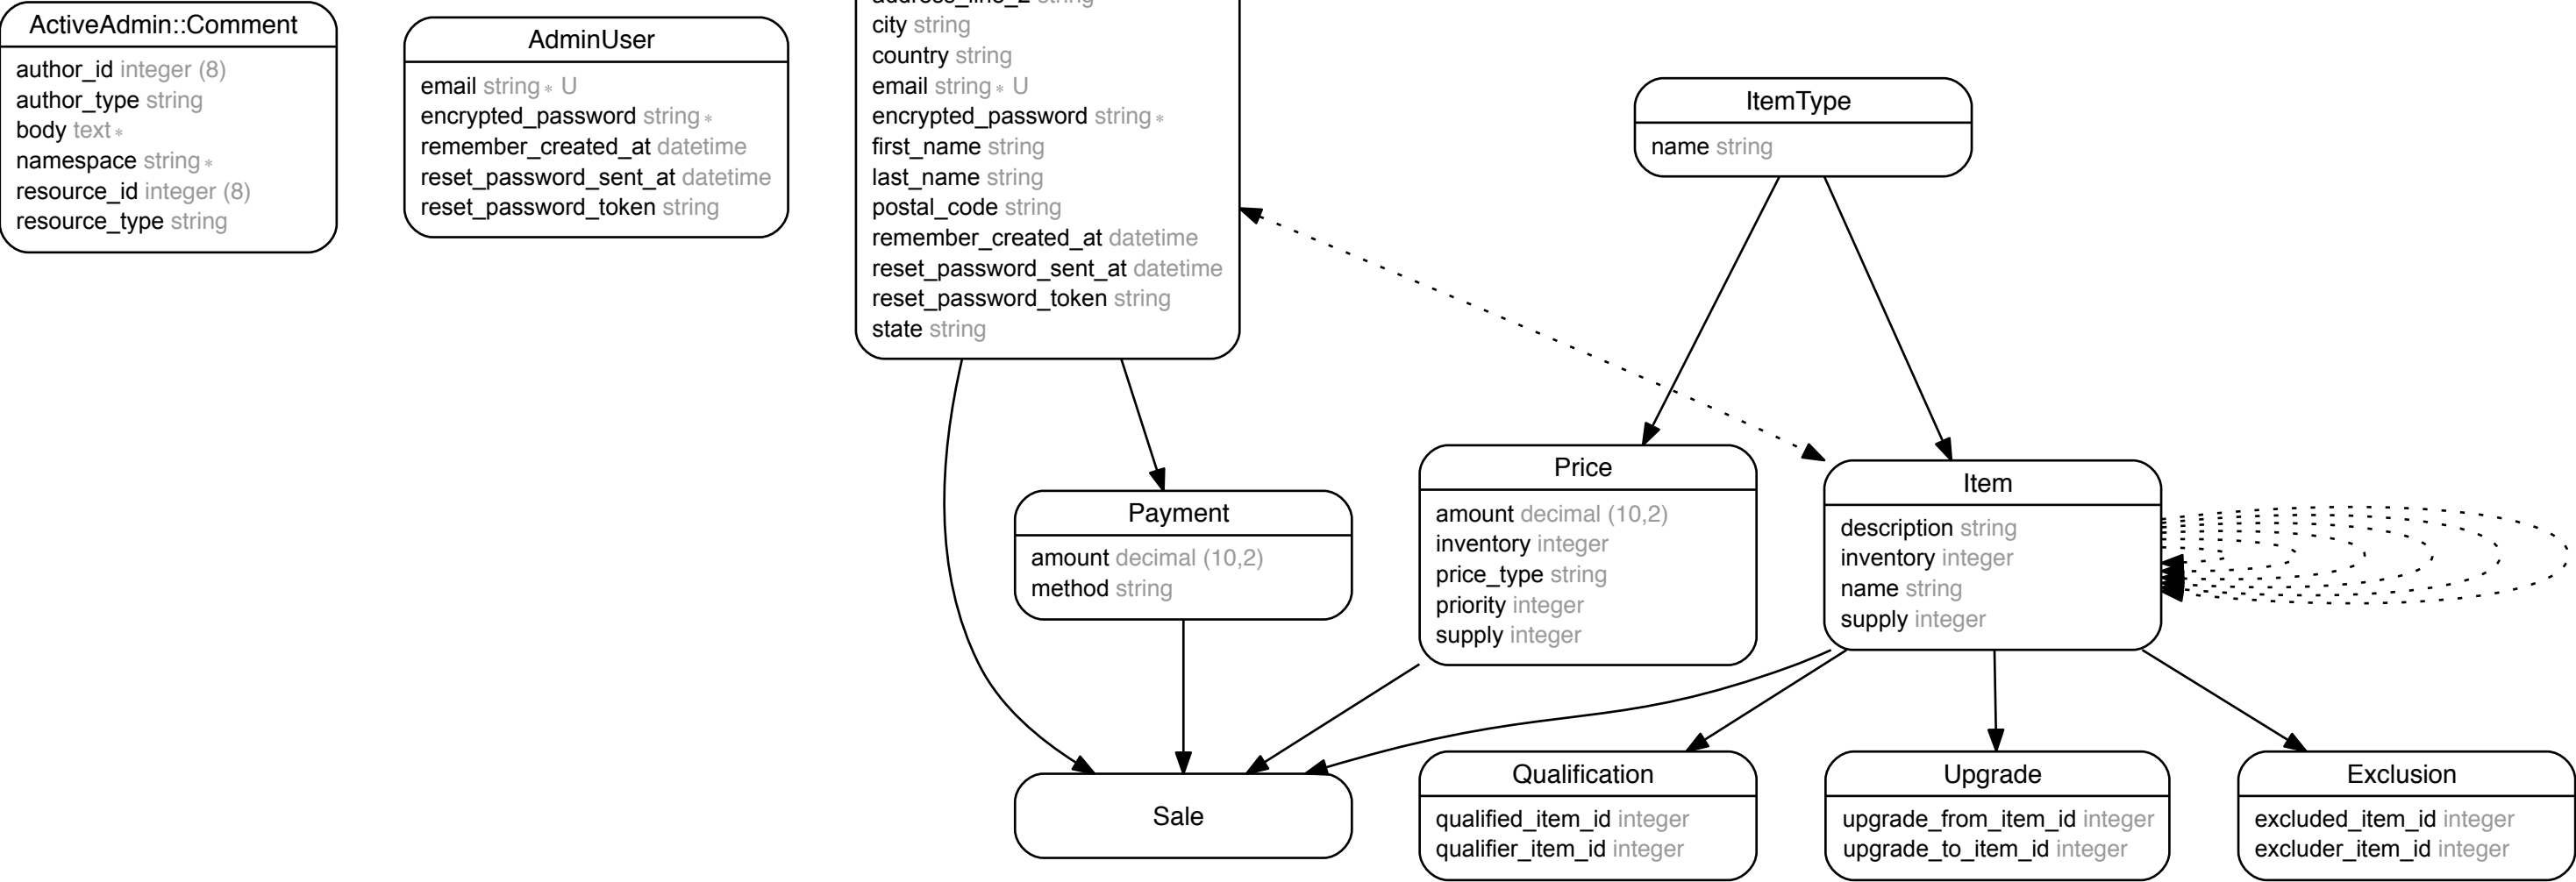 ActiveAdmin::Comment
author_id integer (8)
author_type string
body text *
namespace string *
resource_id integer (8)
resource_type string
AdminUser
email string * U
encrypted_password string *
remember_created_at datetime
reset_password_sent_at datetime
reset_password_token string
address_line_2 string
city string
country string
email string * U
encrypted_password string *
first_name string
last_name string
postal_code string
remember_created_at datetime
reset_password_sent_at datetime
reset_password_token string
state string
ItemType
name string
Payment
amount decimal (10,2)
method string
Price
amount decimal (10,2)
inventory integer
price_type string
priority integer
supply integer
Item
description string
inventory integer
name string
supply integer
Sale
Qualification
qualified_item_id integer
qualifier_item_id integer
Upgrade
upgrade_from_item_id integer
upgrade_to_item_id integer
Exclusion
excluded_item_id integer
excluder_item_id integer